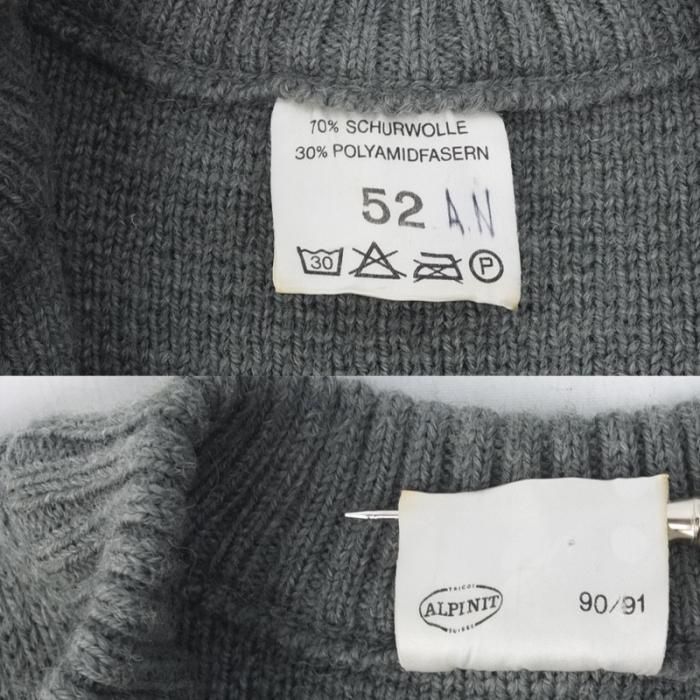 70% SCHURWOLLE
30% POLYAMIDFASERN
52 A.N
30 P
TRICOT
ALPINIT
SUISSE
90/91